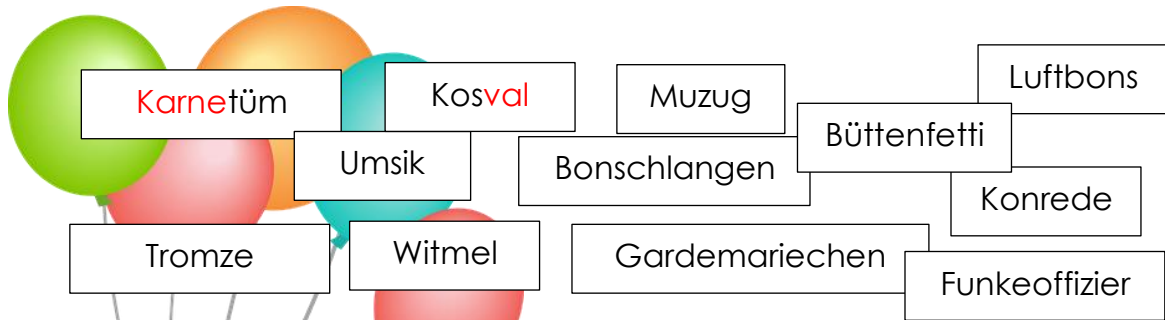 Karnetüm
Kosval
Muzug
Luftbons
Umsik
Bonschlangen
Büttenfetti
Konrede
Tromze
Witmel
Gardemariechen
Funkeoffizier